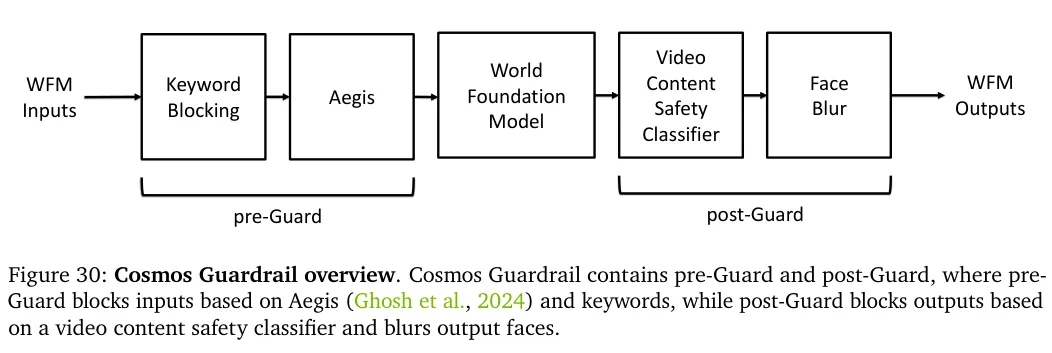 WFM
Inputs
Keyword
Blocking
Aegis
World
Foundation
Model
Video
Content
Safety
Classifier
Face
Blur
WFM
Outputs
pre-Guard
post-Guard
Figure 30: Cosmos Guardrail overview. Cosmos Guardrail contains pre-Guard and post-Guard, where pre-
Guard blocks inputs based on Aegis (Ghosh et al., 2024) and keywords, while post-Guard blocks outputs based
on a video content safety classifier and blurs output faces.